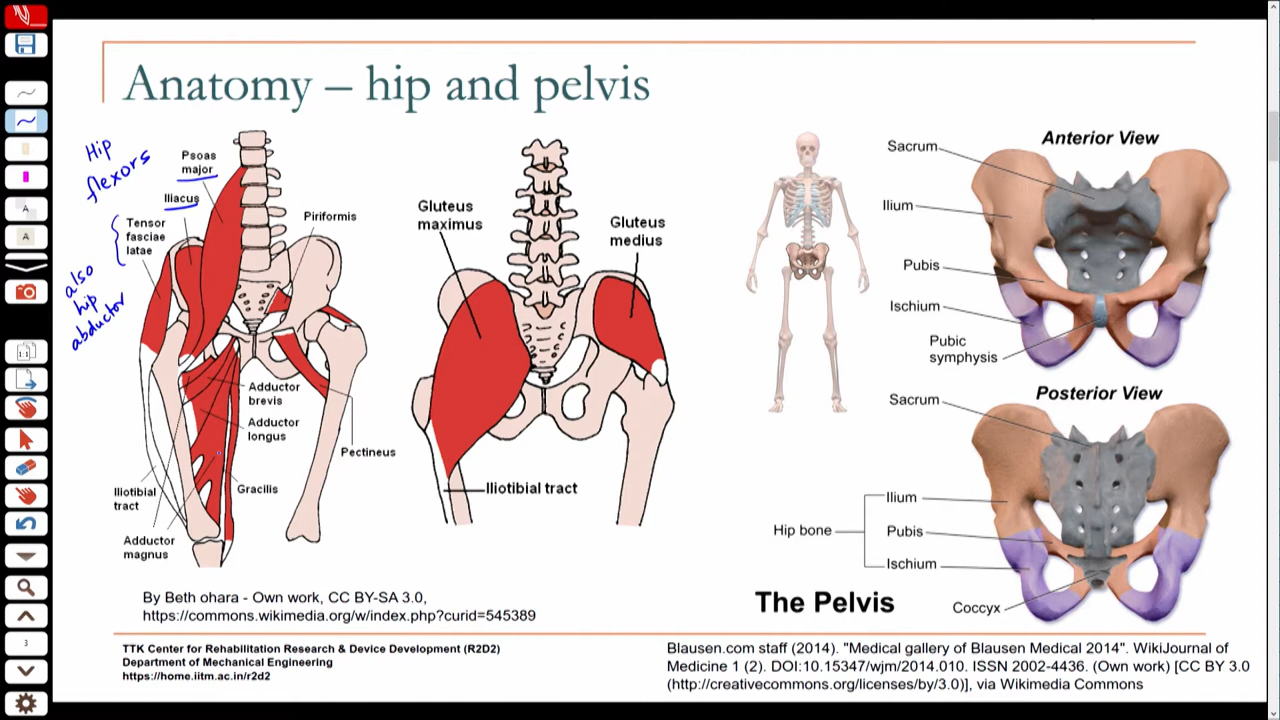 Anatomy – hip and pelvis
Hip
flexors
Psoas
major
Iliacus
Tensor
fasciae
latae
also
hip
abductor
Piriformis
Adductor
brevis
Adductor
longus
Pectineus
Gracilis
Iliotibial
tract
Adductor
magnus
Gluteus
maximus
Gluteus
medius
Iliotibial tract
Anterior View
Sacrum
Ilium
Pubis
Ischium
Pubic
symphysis
Posterior View
Sacrum
Ilium
Hip bone
Pubis
Ischium
Coccyx
The Pelvis
By Beth ohara - Own work, CC BY-SA 3.0,
https://commons.wikimedia.org/w/index.php?curid=545389
TTK Center for Rehabilitation Research & Device Development (R2D2)
Department of Mechanical Engineering
https://home.iitm.ac.in/r2d2
Blausen.com staff (2014). "Medical gallery of Blausen Medical 2014". WikiJournal of
Medicine 1 (2). DOI:10.15347/wjm/2014.010. ISSN 2002-4436. (Own work) [CC BY 3.0
(http://creativecommons.org/licenses/by/3.0)], via Wikimedia Commons
A
A
1:1
3